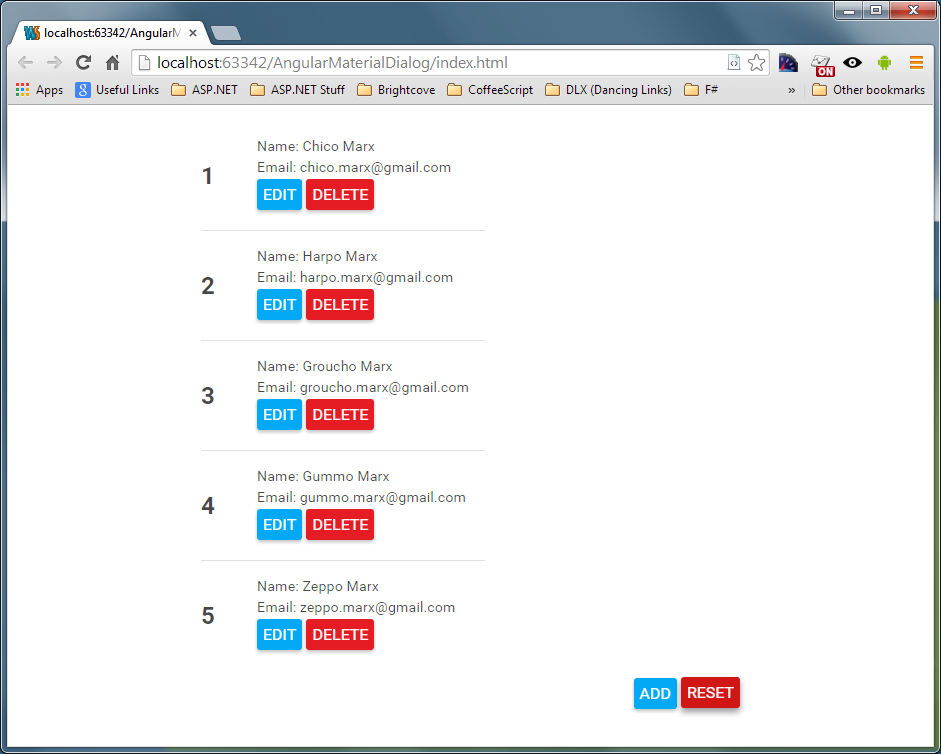 localhost:63342/AngularM
localhost:63342/AngularMaterialDialog/index.html
ON
Apps
Useful Links
ASP.NET
ASP.NET Stuff
Brightcove
CoffeeScript
DLX (Dancing Links)
F#
»
Other bookmarks
1
Name: Chico Marx
Email: chico.marx@gmail.com
EDIT DELETE
2
Name: Harpo Marx
Email: harpo.marx@gmail.com
EDIT DELETE
3
Name: Groucho Marx
Email: groucho.marx@gmail.com
EDIT DELETE
4
Name: Gummo Marx
Email: gummo.marx@gmail.com
EDIT DELETE
5
Name: Zeppo Marx
Email: zeppo.marx@gmail.com
EDIT DELETE
ADD RESET